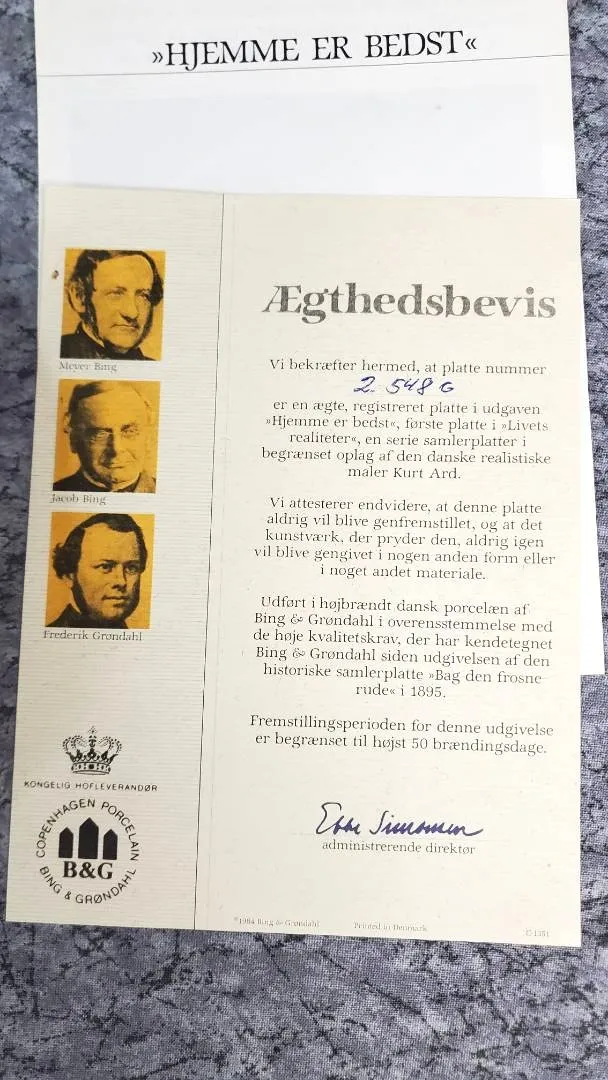 »HJEMME ER BEDST«
Ægthedsbevis
Vi bekræfter hermed, at platte nummer
2. 548 G
er en ægte, registreret platte i udgaven
»Hjemme er bedst«, første platte i »Livets
realiteter«, en serie samlerplatter i
begrænset oplag af den danske realistiske
maler Kurt Ard.
Vi attesterer endvidere, at denne platte
aldrig vil blive genfremstillet, og at det
kunstværk, der pryder den, aldrig igen
vil blive gengivet i nogen anden form eller
i noget andet materiale.
Udført i højbrændt dansk porcelæn af
Bing & Grøndahl i overensstemmelse med
de høje kvalitetskrav, der har kendetegnet
Bing & Grøndahl siden udgivelsen af den
historiske samlerplatte »Bag den frosne
rude« i 1895.
Fremstillingsperioden for denne udgivelse
er begrænset til højst 50 brændingsdage.
Ebbe Simonsen
administrerende direktør
Meyer Bing
Jacob Bing
Frederik Grøndahl
KONGELIG HOFLEVERANDØR
COPENHAGEN PORCELAIN
B&G
BING & GRØNDAHL
©1984 Bing & Grøndahl
Printed in Denmark